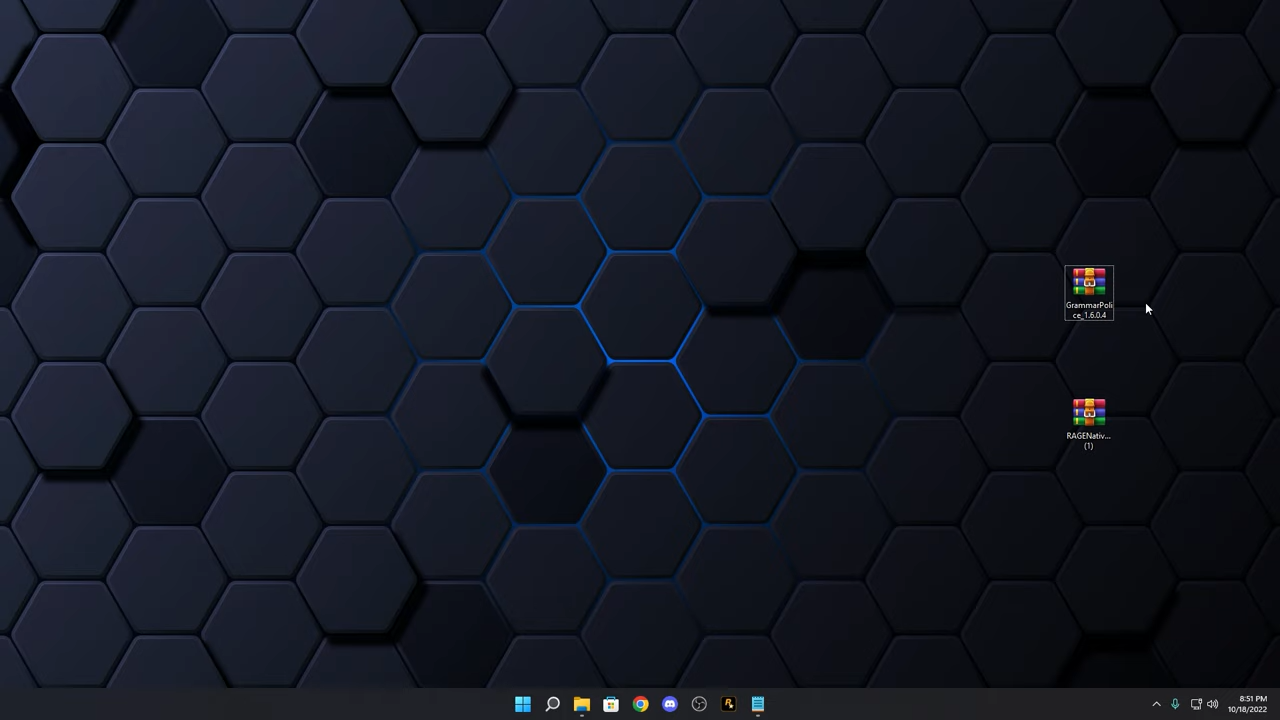 GrammarPoli
ce_1.6.0.4
RAGENativ...
(1)
8:51 PM
10/18/2022